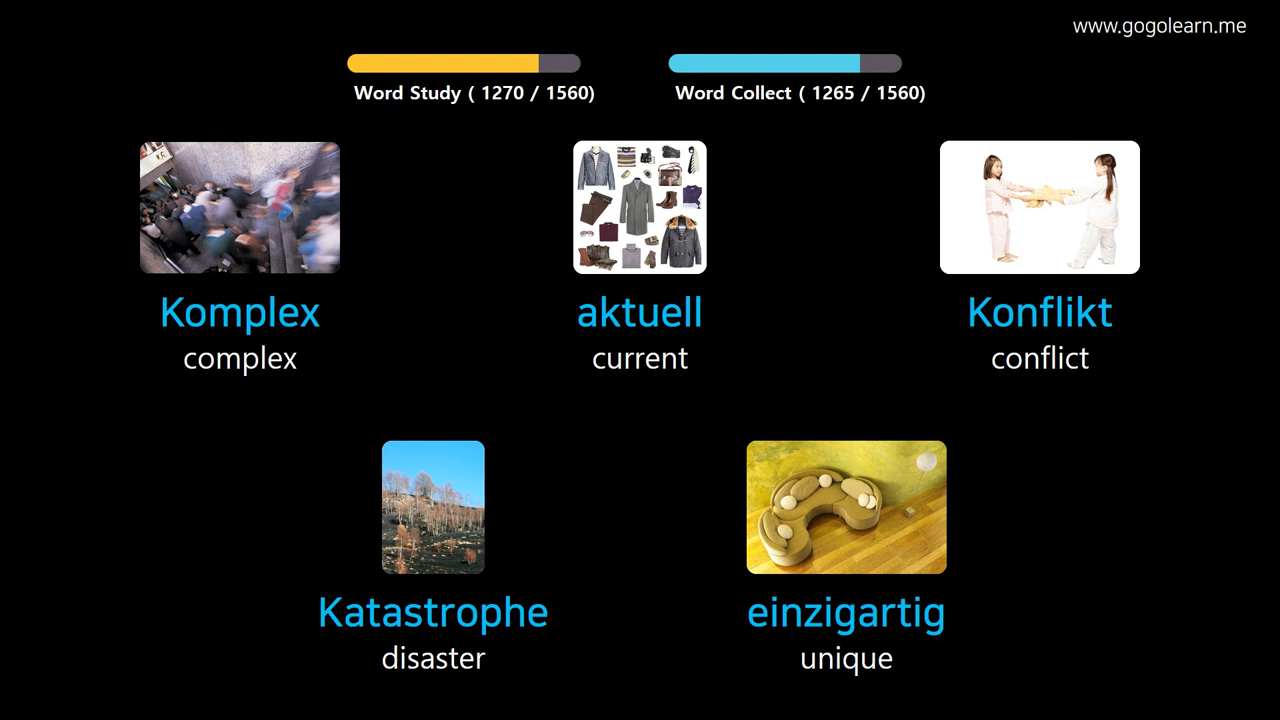 www.gogolearn.me
Word Study ( 1270 / 1560)
Word Collect ( 1265 / 1560)
Komplex
complex
aktuell
current
Konflikt
conflict
Katastrophe
disaster
einzigartig
unique